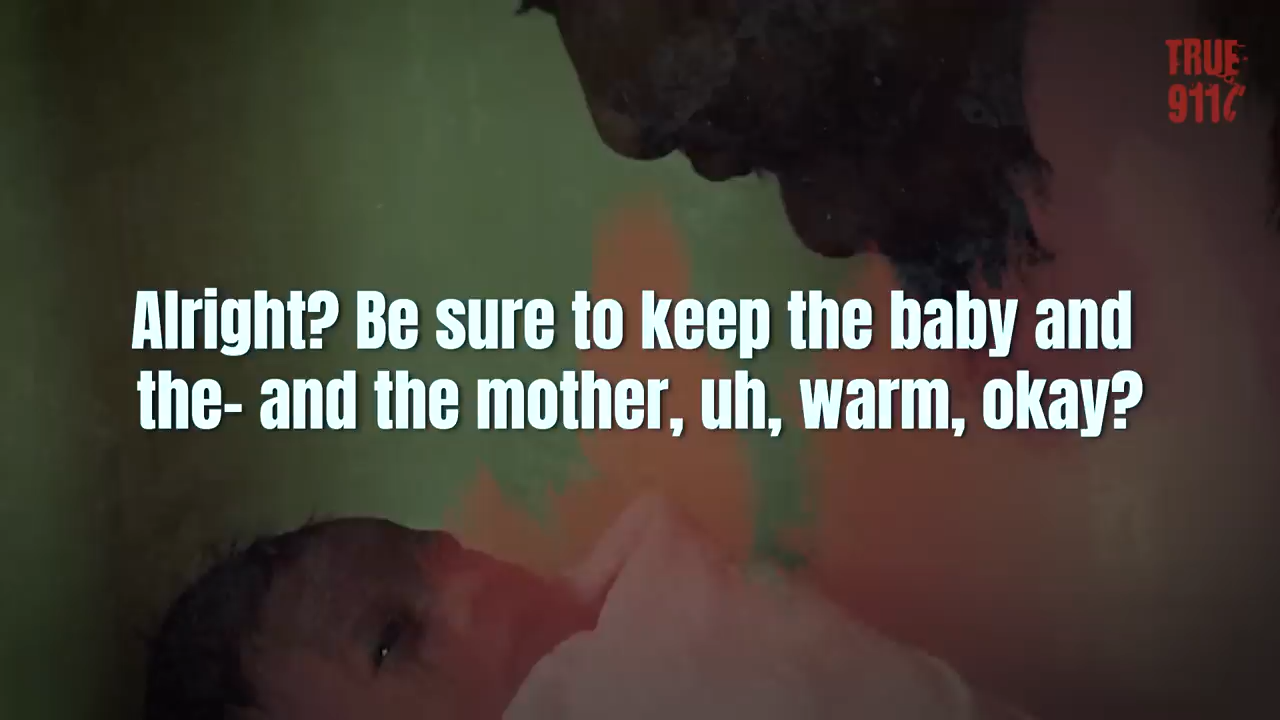 TRUE
911
Alright? Be sure to keep the baby and
the- and the mother, uh, warm, okay?